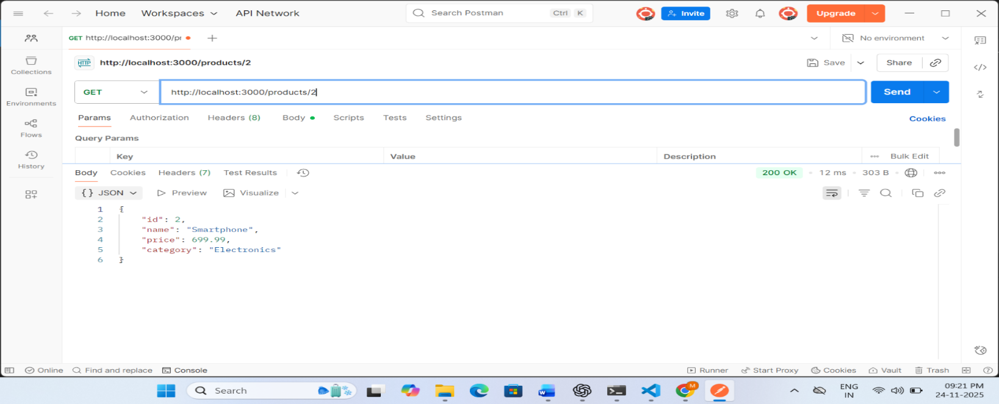 Home Workspaces API Network Search Postman Ctrl K Invite Upgrade
GET http://localhost:3000/pr No environment
HTTP http://localhost:3000/products/2 Save Share
Collections
GET http://localhost:3000/products/2 Send
Environments
Params Authorization Headers (8) Body Scripts Tests Settings Cookies
Flows
Query Params
Key Value Description Bulk Edit
History
Body Cookies Headers (7) Test Results 200 OK 12 ms 303 B
{} JSON Preview Visualize
1 {
2 "id": 2,
3 "name": "Smartphone",
4 "price": 699.99,
5 "category": "Electronics"
6 }
Online Find and replace Console Runner Start Proxy Cookies Vault Trash
Search M ENG 09:21 PM
IN 24-11-2025